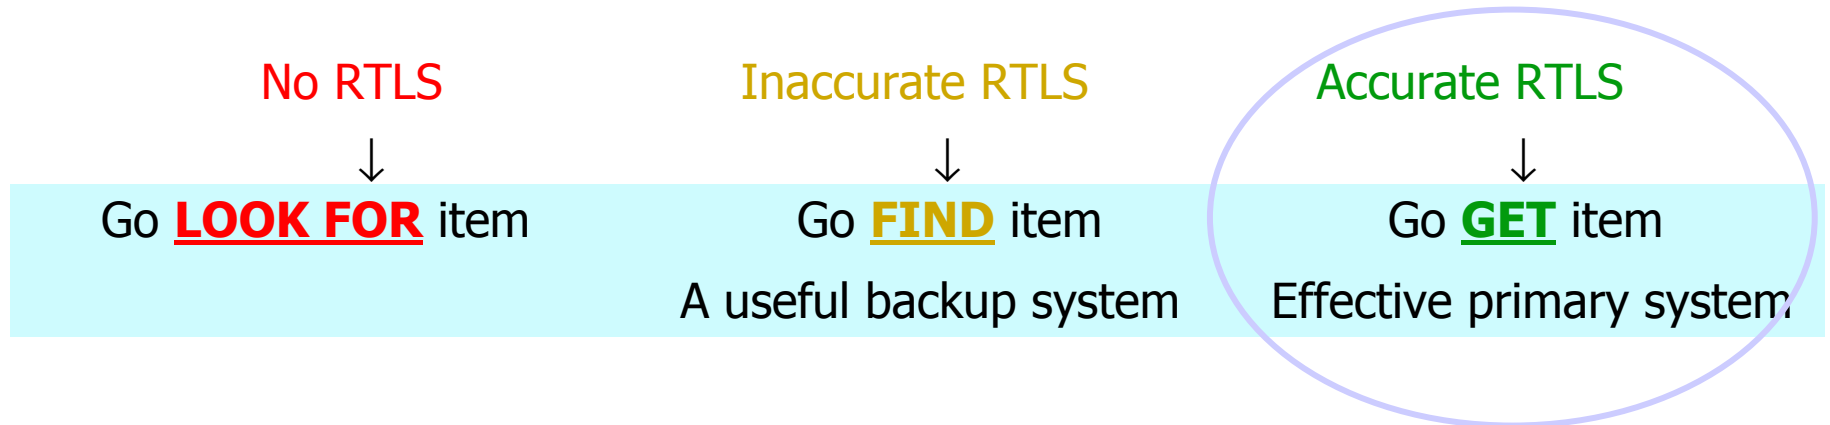 No RTLS Inaccurate RTLS Accurate RTLS
↓ ↓ ↓
Go LOOK FOR item Go FIND item Go GET item
A useful backup system Effective primary system